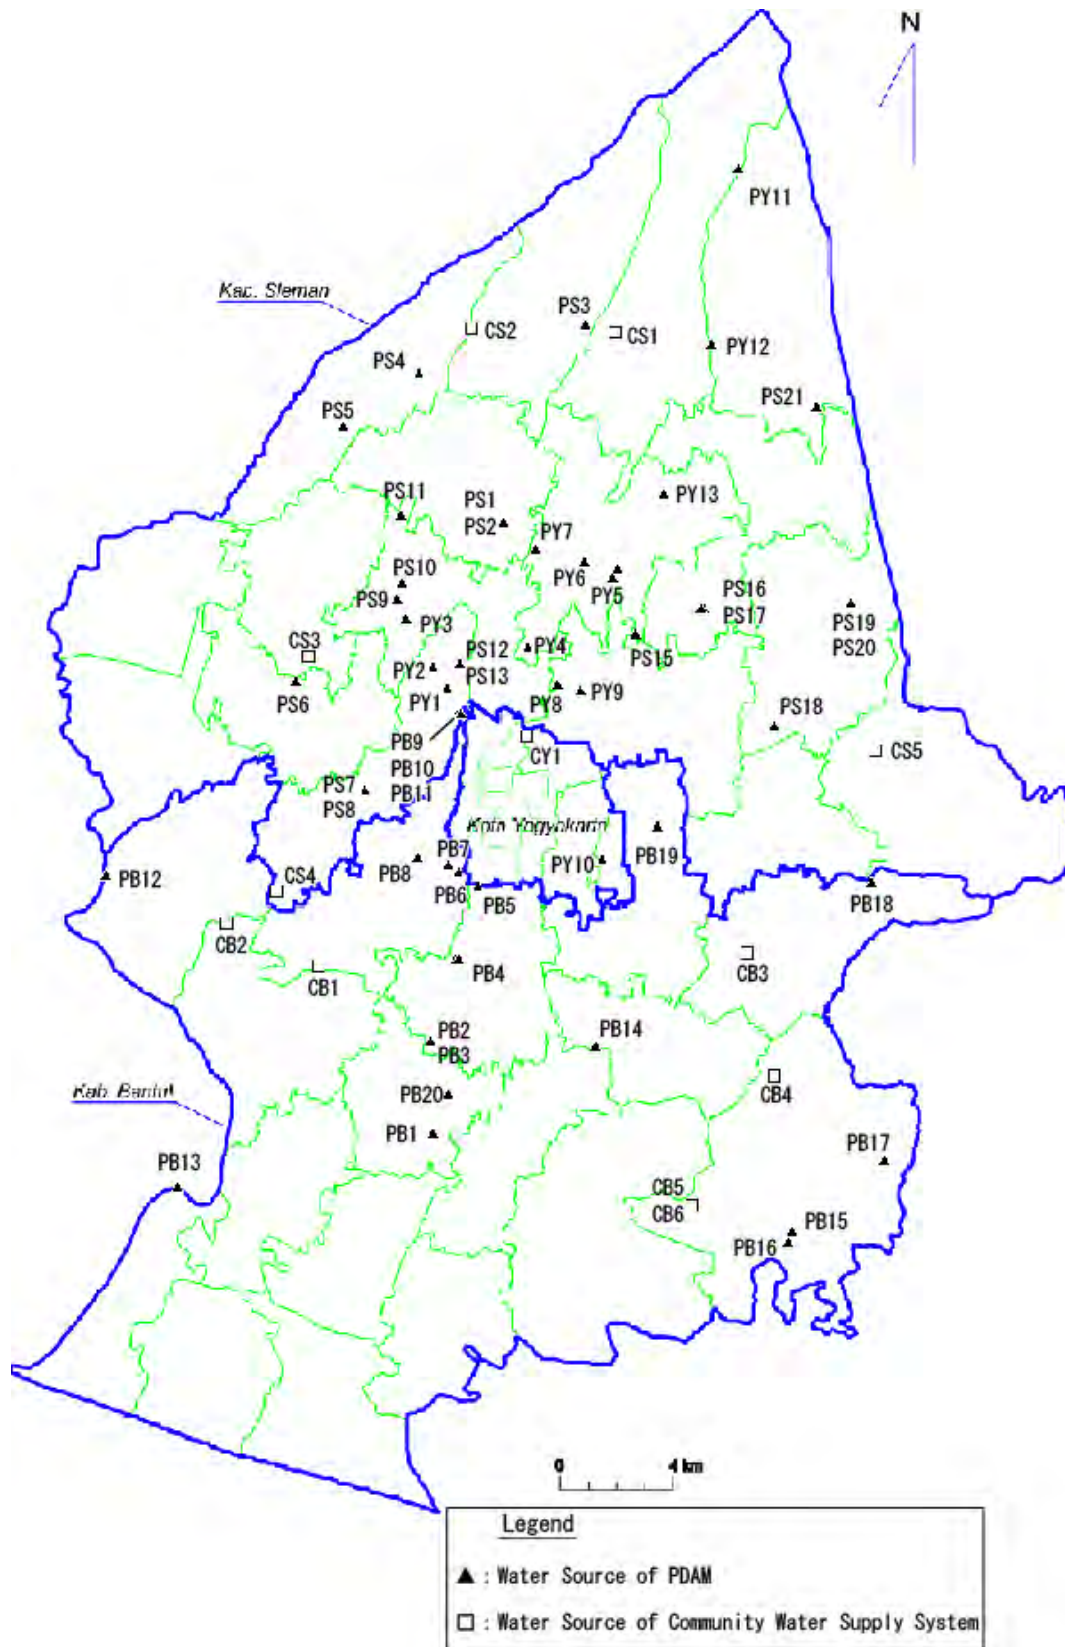 N
PY11
Kab. Sleman
PS3
CS2
CS1
PY12
PS4
PS21
PS5
PS11
PS1
PS2
PY13
PY7
PS10
PY6
PS9
PY5
PS16
PS17
PY3
PS19
PS20
CS3
PS12
PS13
PY4
PS15
PY2
PS6
PY1
PY8
PY9
PS18
PB9
PB10
PB11
CY1
CS5
PS7
PS8
Kota Yogyakarta
PB7
PB8
PB6
PY10
PB19
PB12
CS4
PB5
PB18
CB2
CB1
PB4
CB3
PB2
PB3
PB14
PB20
CB4
Kab. Bantul
PB1
PB17
PB13
CB5
CB6
PB15
PB16
0 4 km
Legend
▲ : Water Source of PDAM
□ : Water Source of Community Water Supply System